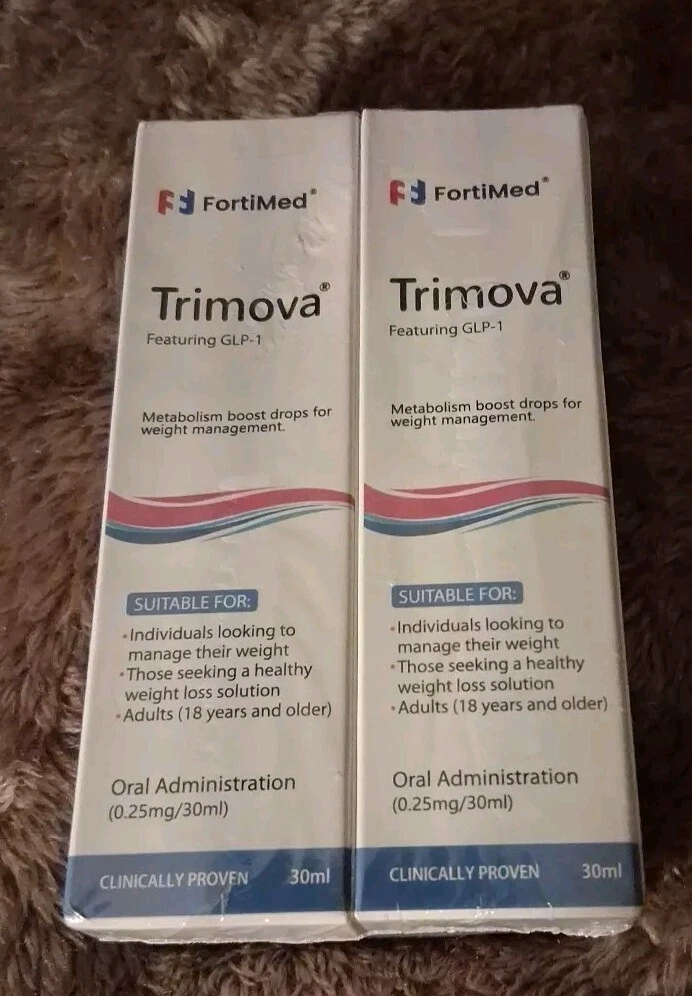 FortiMed®
Trimova®
Featuring GLP-1
Metabolism boost drops for
weight management.
SUITABLE FOR:
•Individuals looking to
manage their weight
•Those seeking a healthy
weight loss solution
•Adults (18 years and older)
Oral Administration
(0.25mg/30ml)
CLINICALLY PROVEN 30ml
FortiMed®
Trimova®
Featuring GLP-1
Metabolism boost drops for
weight management.
SUITABLE FOR:
•Individuals looking to
manage their weight
•Those seeking a healthy
weight loss solution
•Adults (18 years and older)
Oral Administration
(0.25mg/30ml)
CLINICALLY PROVEN 30ml